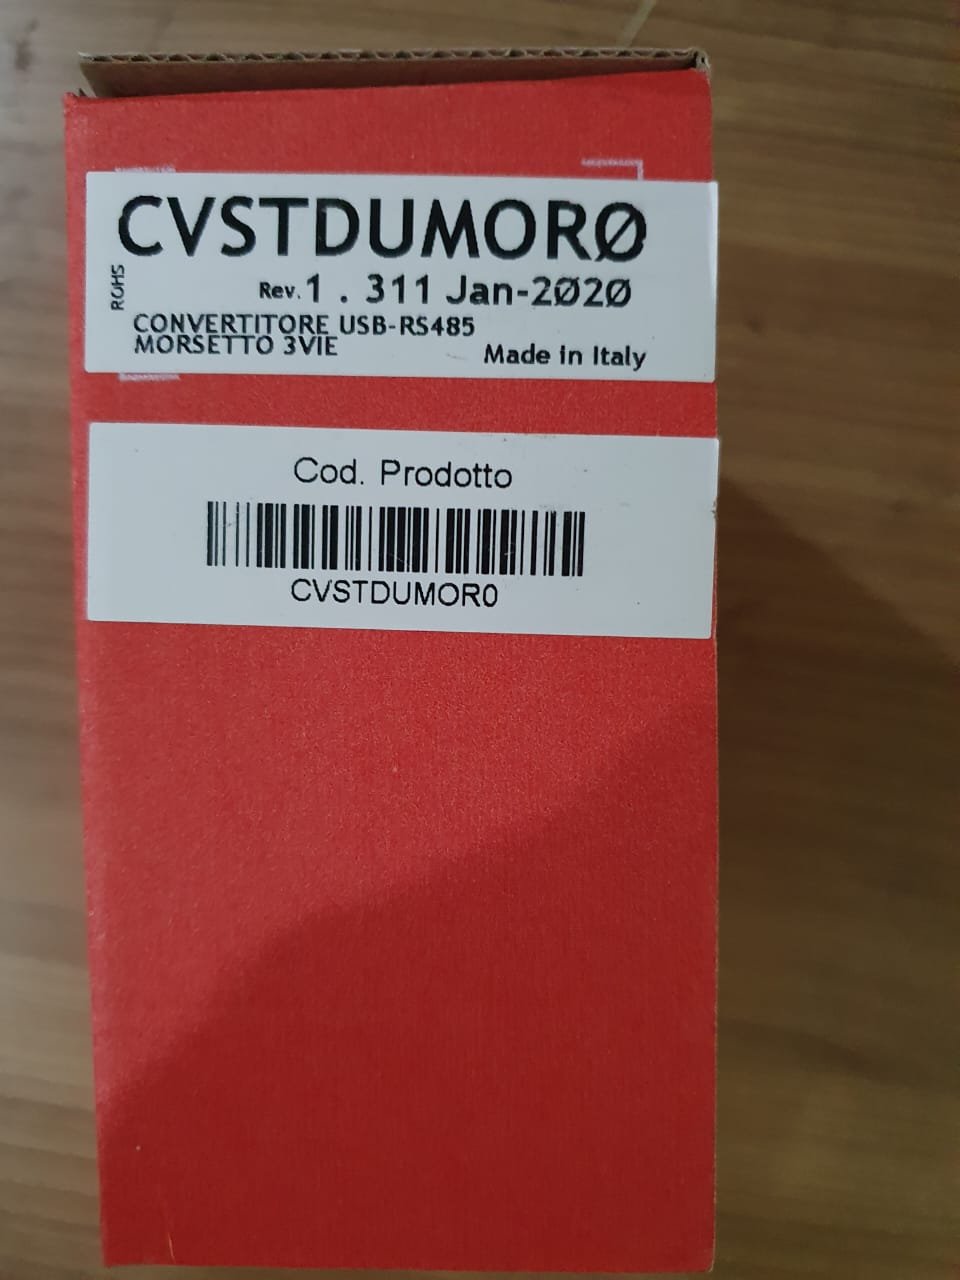 CVSTDUMORØ
ROHS
Rev. 1 . 311 Jan-2Ø2Ø
CONVERTITORE USB-RS485
MORSETTO 3VIE
Made in Italy
Cod. Prodotto
CVSTDUMOR0